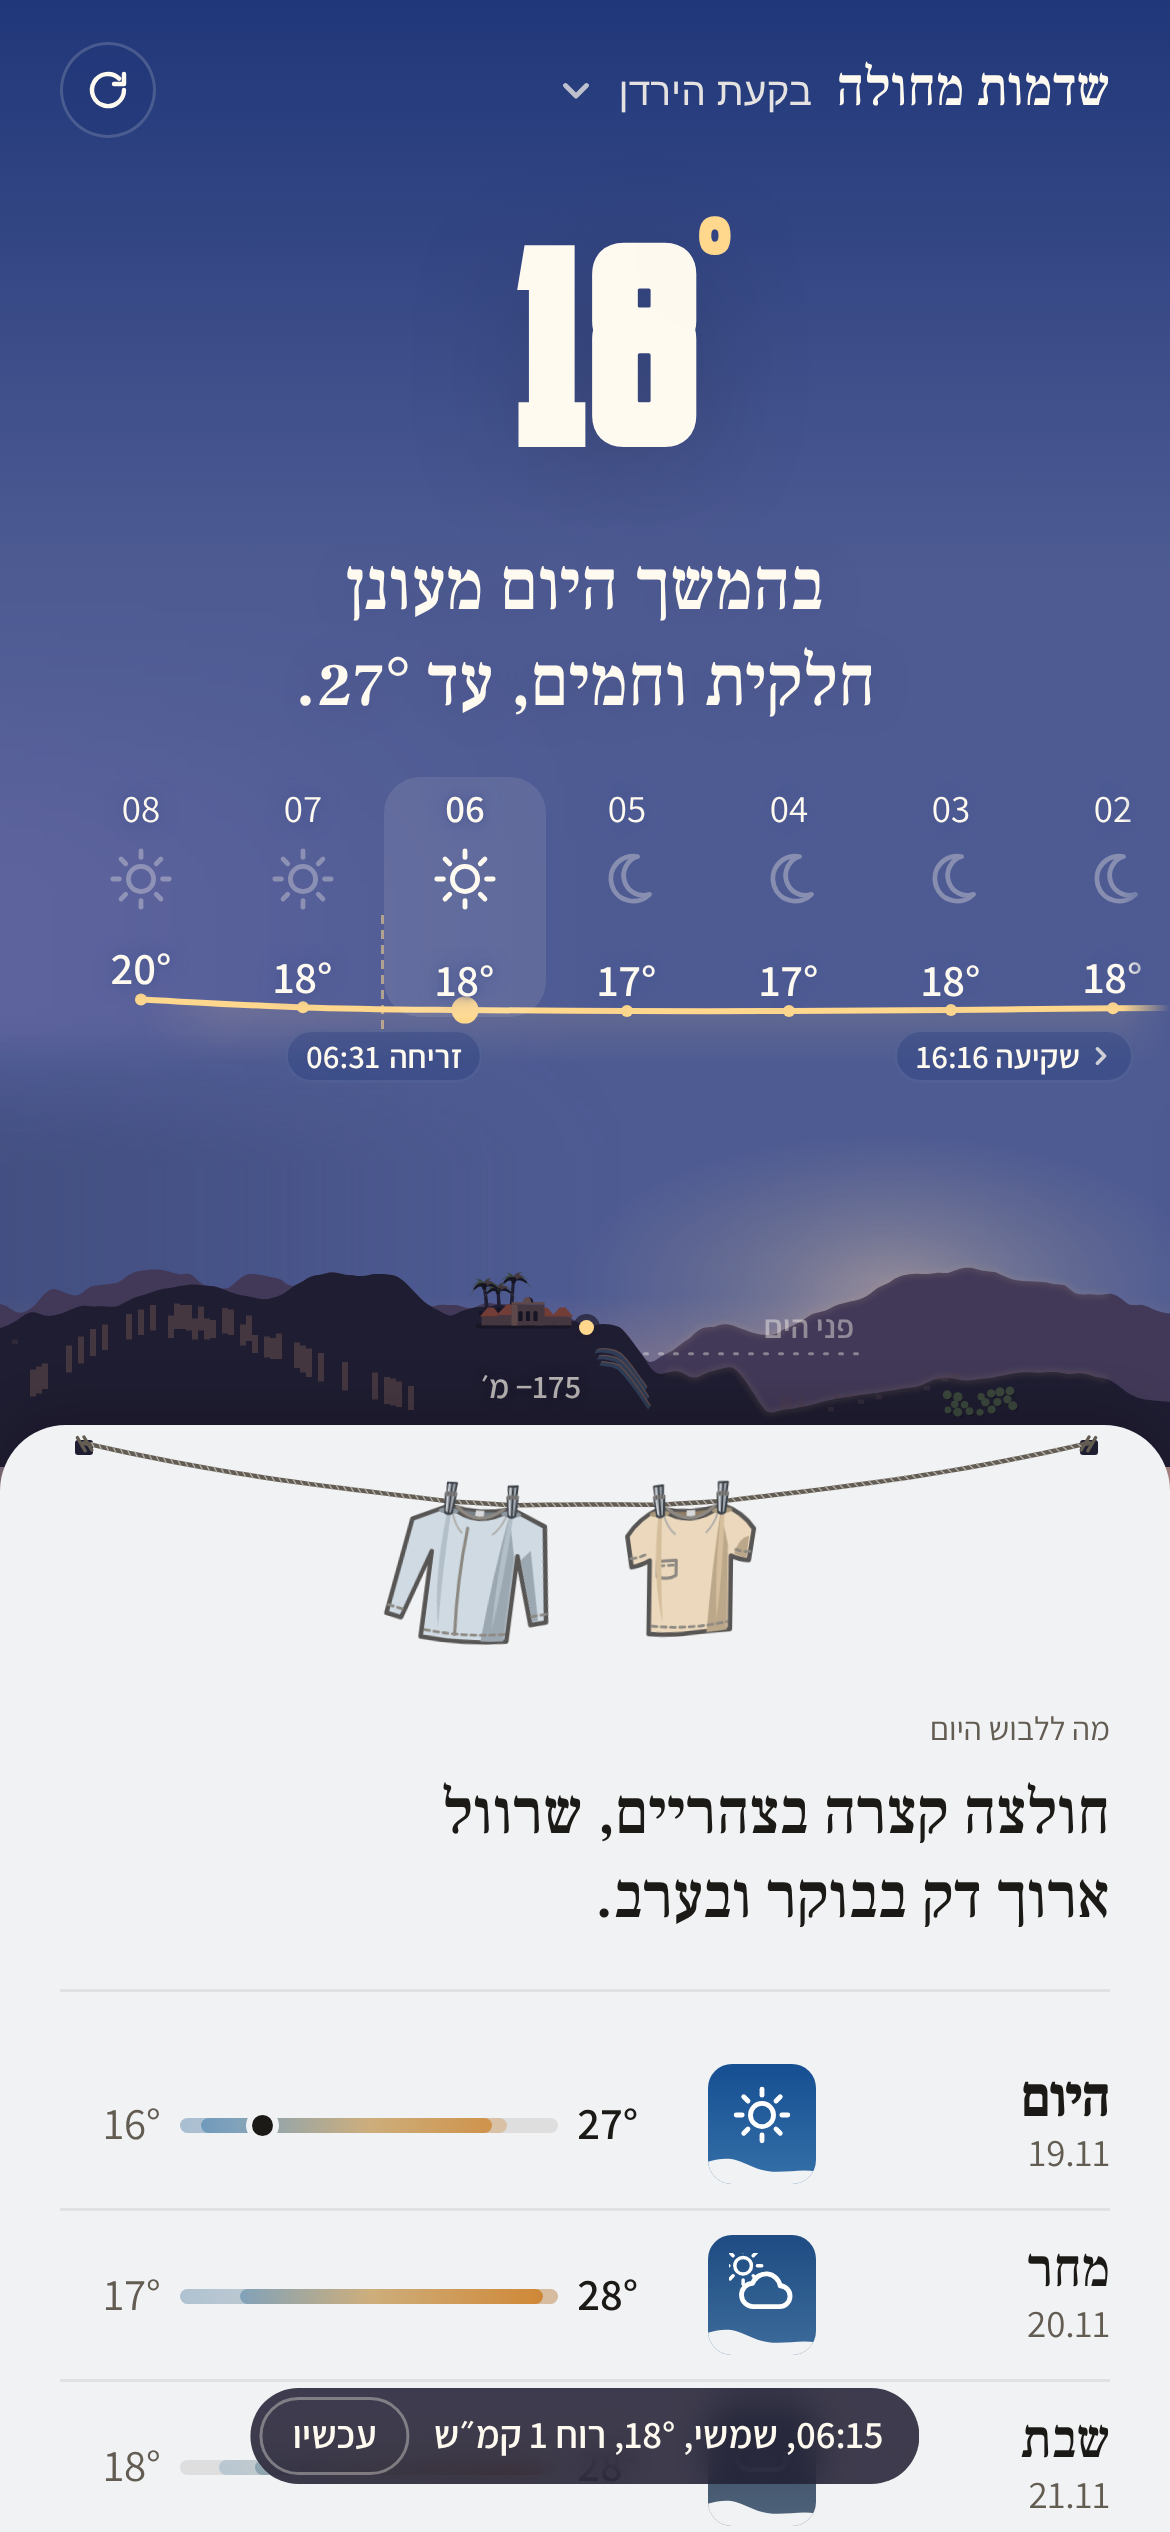 שדמות מחולה בקעת הירדן
18°
בהמשך היום מעונן
חלקית וחמים, עד 27°.
02 03 04 05 06 07 08
18° 18° 17° 17° 18° 18° 20°
שקיעה 16:16 זריחה 06:31
פני הים
−175 מ׳
מה ללבוש היום
חולצה קצרה בצהריים, שרוול
ארוך דק בבוקר ובערב.
היום 27° 16°
19.11
מחר 28° 17°
20.11
שבת 28 18°
21.11
06:15, שמשי, 18°, רוח 1 קמ״ש עכשיו